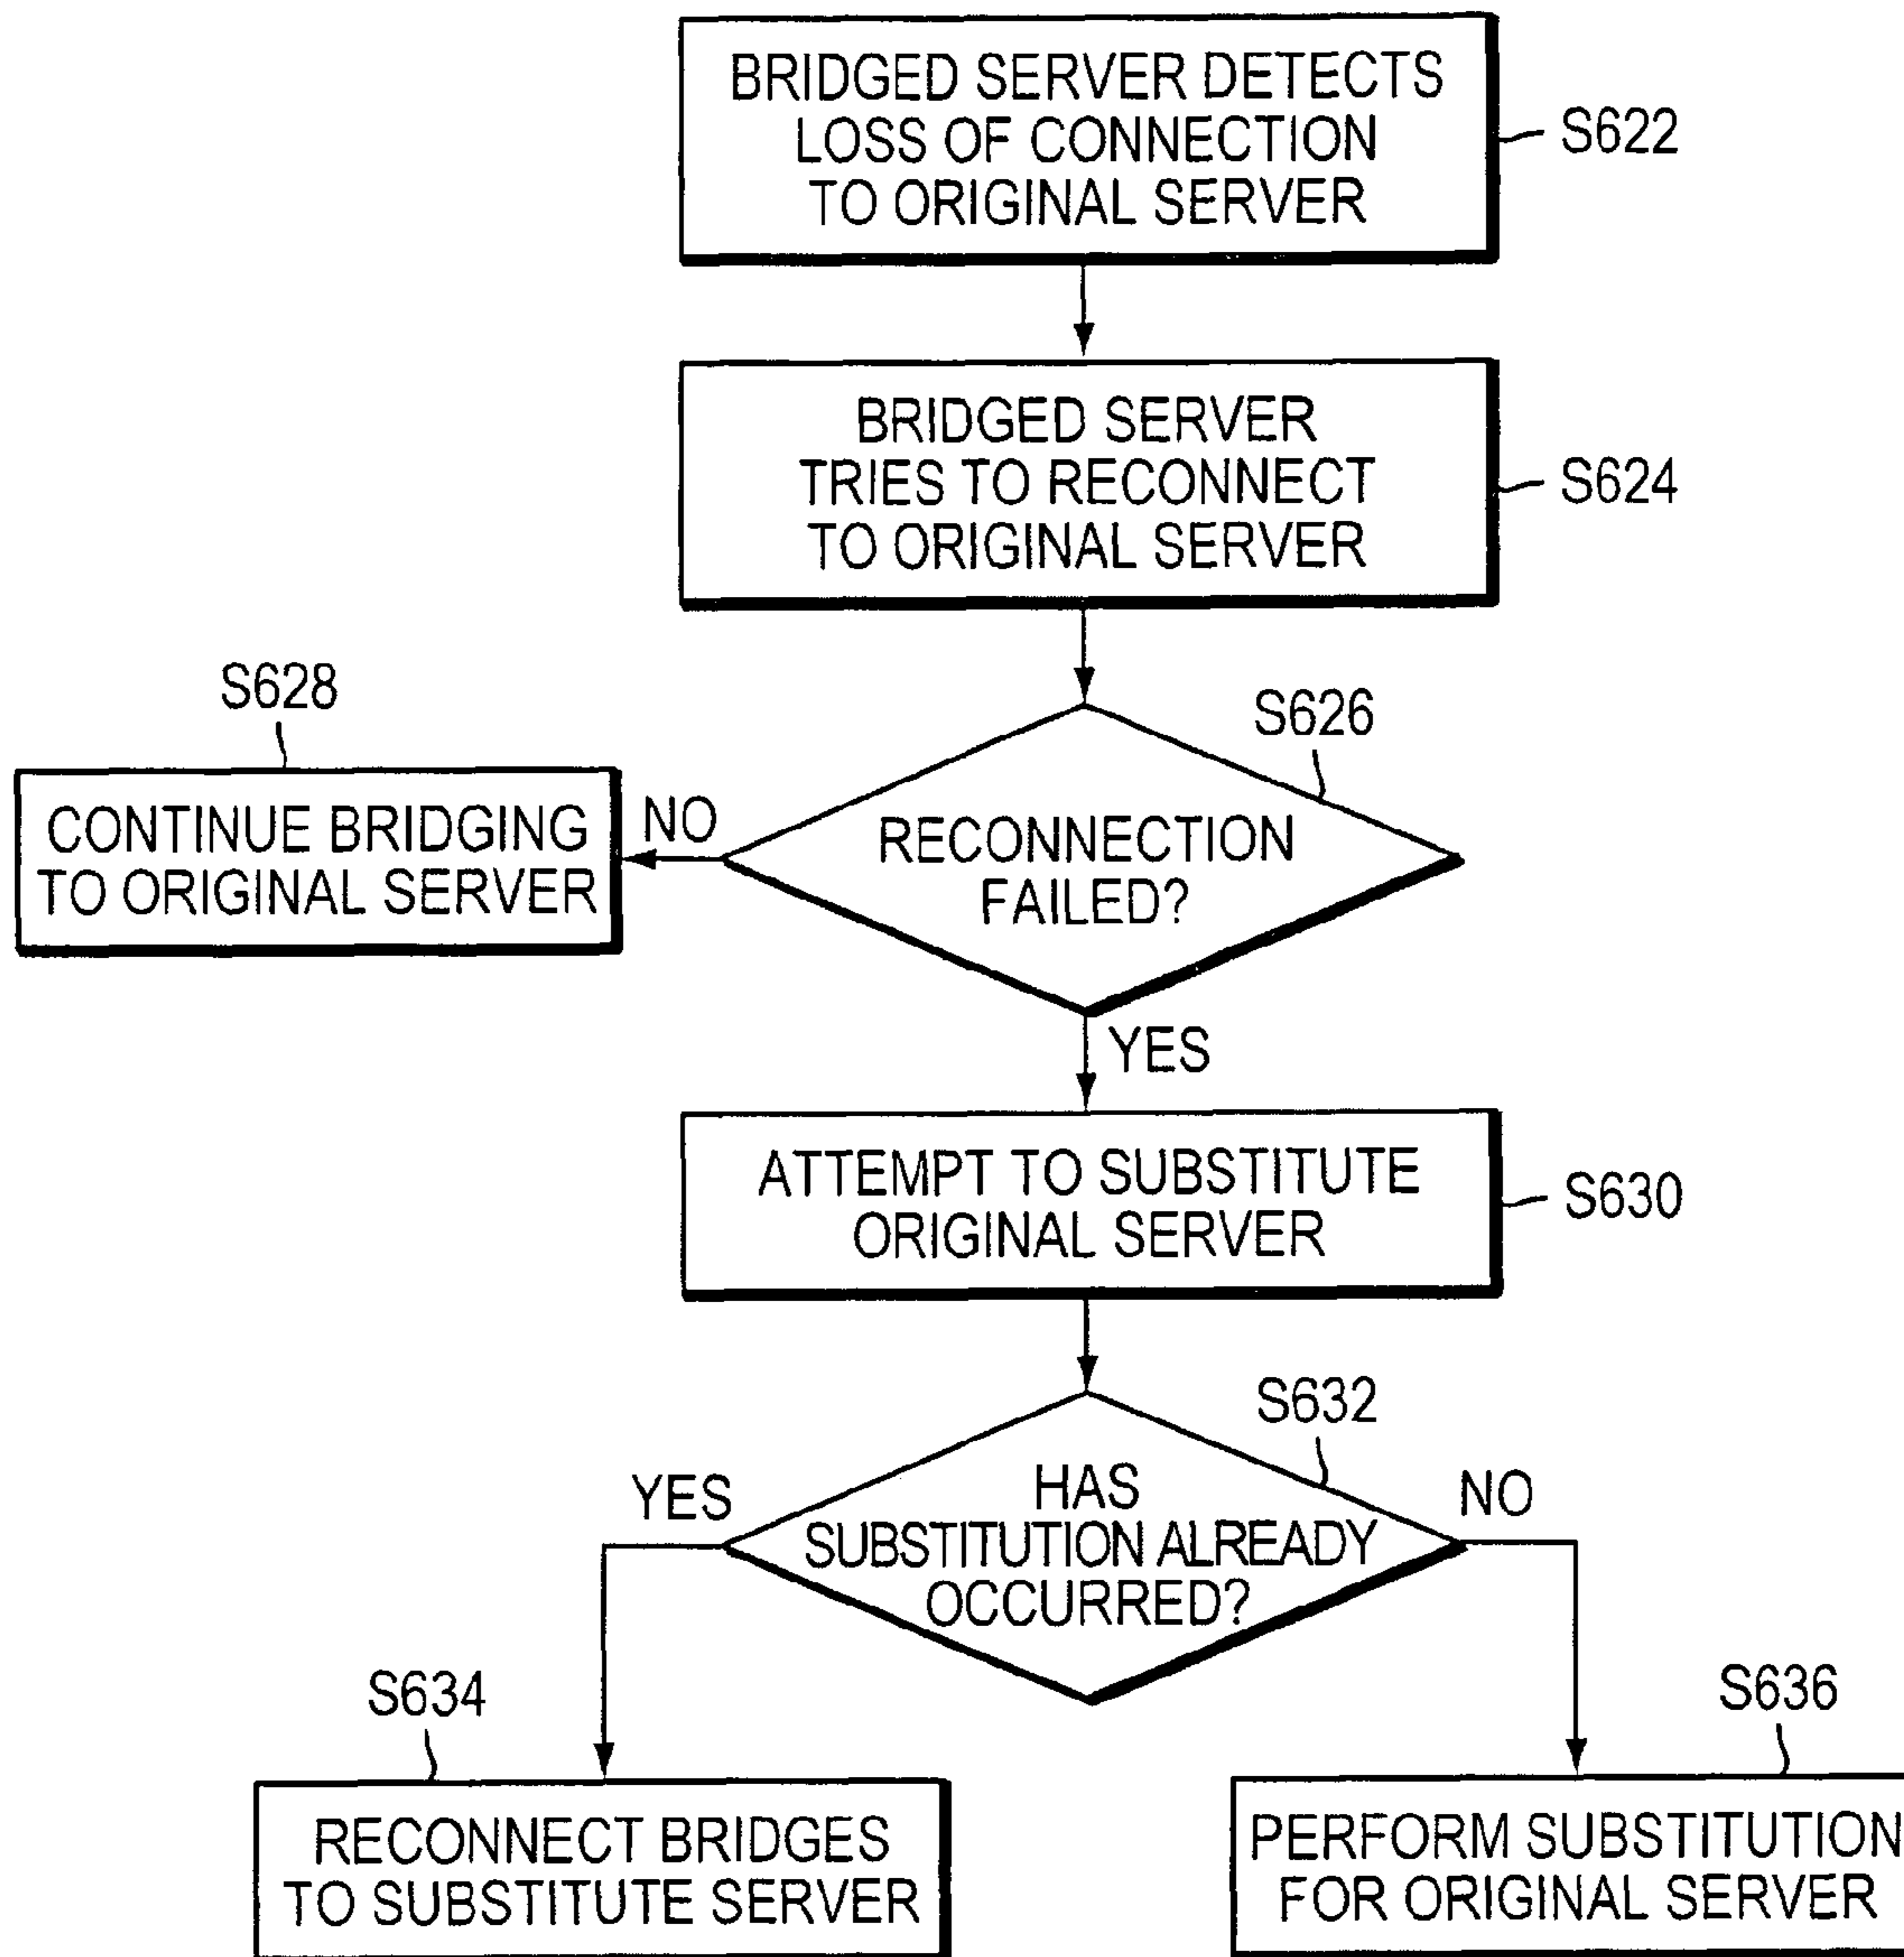 BRIDGED SERVER DETECTS
LOSS OF CONNECTION
TO ORIGINAL SERVER
S622
BRIDGED SERVER
TRIES TO RECONNECT
TO ORIGINAL SERVER
S624
S628
S626
CONTINUE BRIDGING
TO ORIGINAL SERVER
NO
RECONNECTION
FAILED?
YES
ATTEMPT TO SUBSTITUTE
ORIGINAL SERVER
S630
S632
YES
HAS
SUBSTITUTION ALREADY
OCCURRED?
NO
S634
S636
RECONNECT BRIDGES
TO SUBSTITUTE SERVER
PERFORM SUBSTITUTION
FOR ORIGINAL SERVER